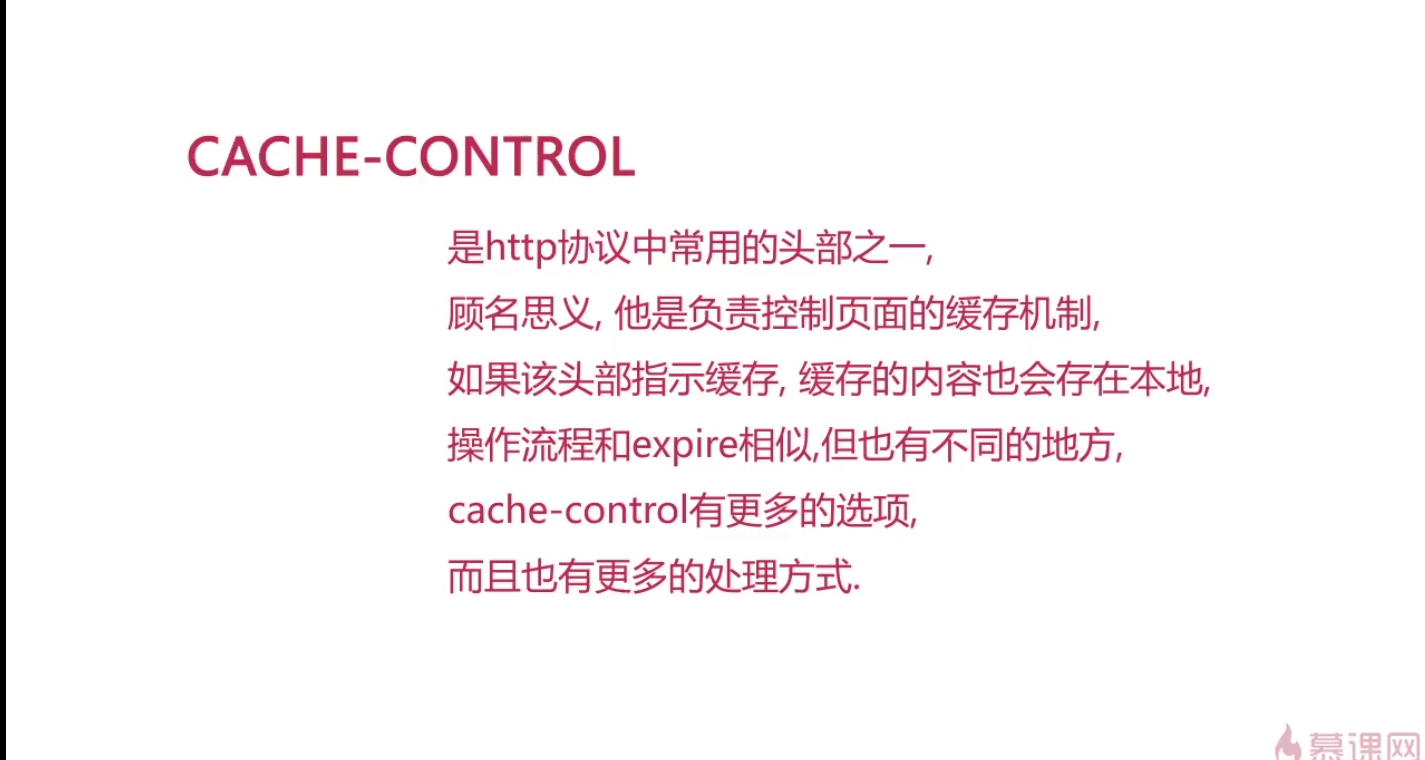 CACHE-CONTROL
是http协议中常用的头部之一,
顾名思义, 他是负责控制页面的缓存机制,
如果该头部指示缓存, 缓存的内容也会存在本地,
操作流程和expire相似,但也有不同的地方,
cache-control有更多的选项,
而且也有更多的处理方式.
慕课网